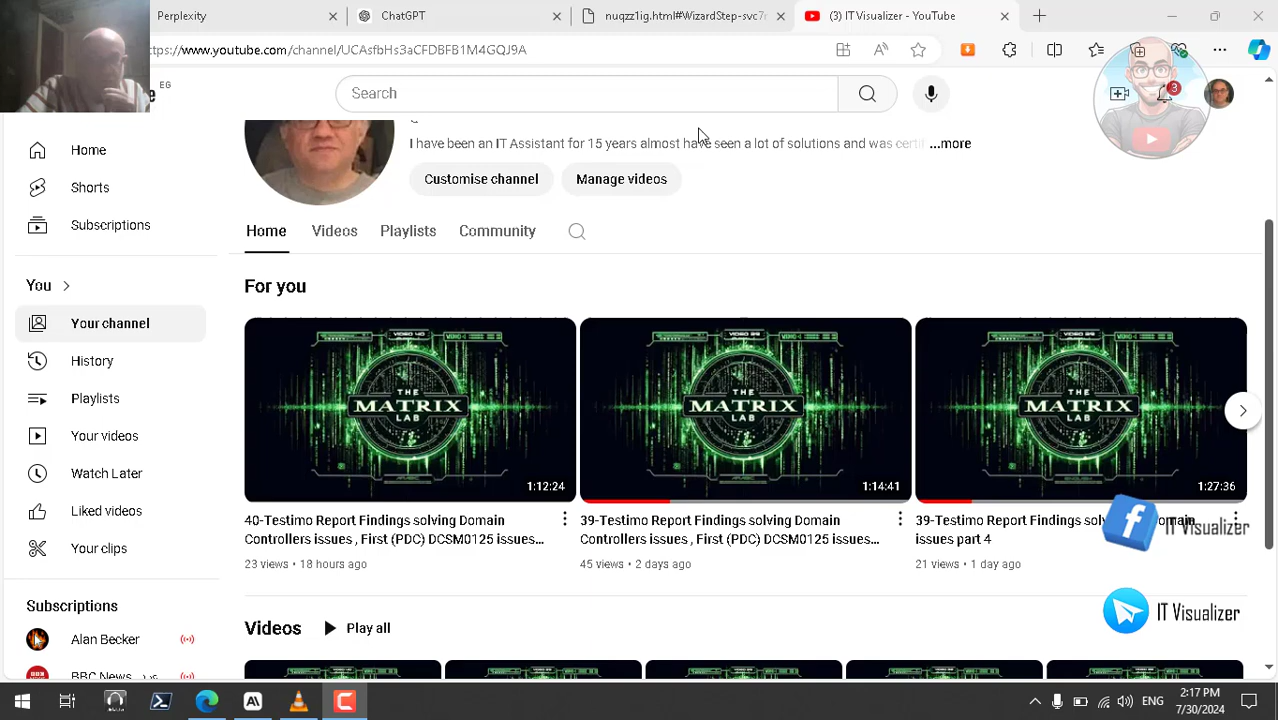 Perplexity
ChatGPT
nuqzz1ig.html#WizardStep-svc7r
(3) IT Visualizer - YouTube
https://www.youtube.com/channel/UCAsfbHs3aCFDBFB1M4GQJ9A
EG
Search
3
I have been an IT Assistant for 15 years almost have seen a lot of solutions and was certi
...more
Customise channel
Manage videos
Home
Shorts
Subscriptions
You
Your channel
History
Playlists
Your videos
Watch Later
Liked videos
Your clips
Subscriptions
Alan Becker
BBC News
Home
Videos
Playlists
Community
For you
VIDEO 40
THE
MATRIX
LAB
1:12:24
VIDEO 39
THE
MATRIX
LAB
1:14:41
THE
MATRIX
LAB
1:27:36
40-Testimo Report Findings solving Domain
Controllers issues , First (PDC) DCSM0125 issues...
23 views • 18 hours ago
39-Testimo Report Findings solving Domain
Controllers issues , First (PDC) DCSM0125 issues...
45 views • 2 days ago
39-Testimo Report Findings solving Domain
issues part 4
21 views • 1 day ago
IT Visualizer
IT Visualizer
Videos
Play all
ENG
2:17 PM
7/30/2024